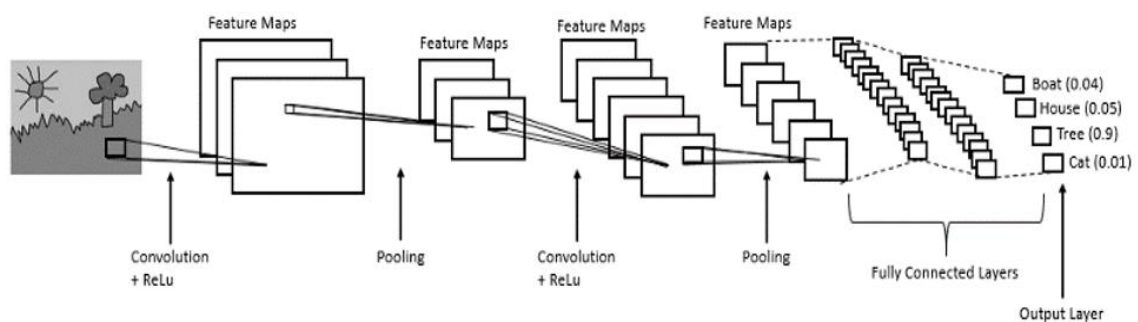 Feature Maps
Feature Maps
Feature Maps
Feature Maps
Boat (0.04)
House (0.05)
Tree (0.9)
Cat (0.01)
Convolution
+ ReLu
Pooling
Convolution
+ ReLu
Pooling
Fully Connected Layers
Output Layer